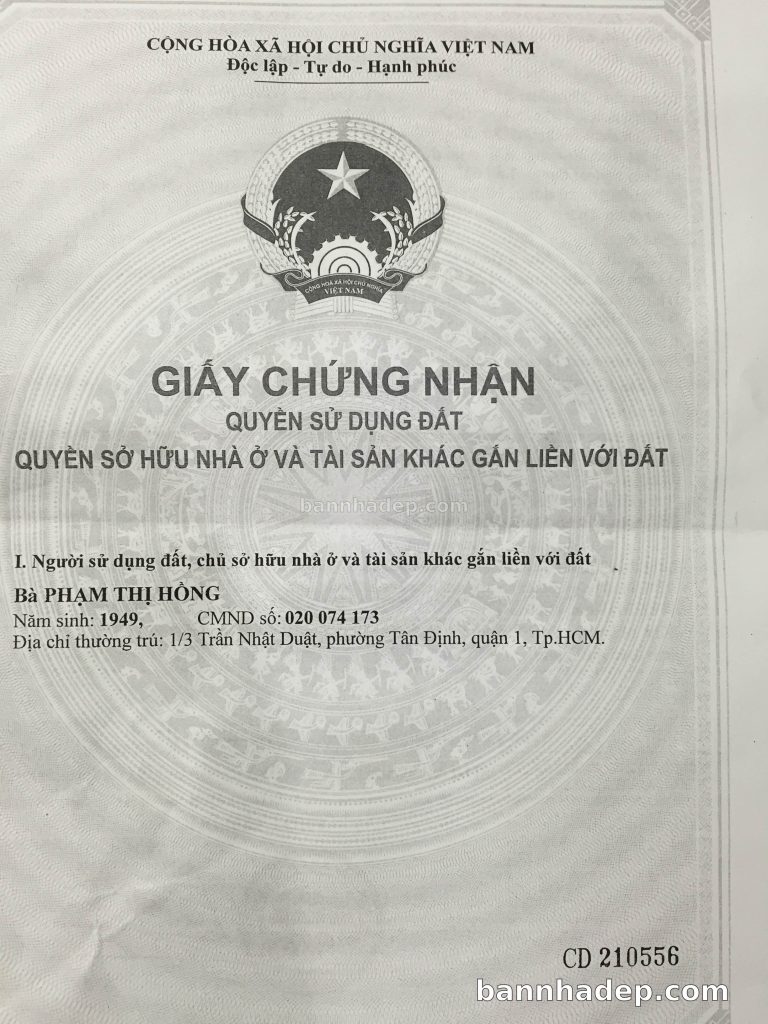 CỘNG HÒA XÃ HỘI CHỦ NGHĨA VIỆT NAM
Độc lập - Tự do - Hạnh phúc
CỘNG HOÀ XÃ HỘI CHỦ NGHĨA
VIỆT NAM
GIẤY CHỨNG NHẬN
QUYỀN SỬ DỤNG ĐẤT
QUYỀN SỞ HỮU NHÀ Ở VÀ TÀI SẢN KHÁC GẮN LIỀN VỚI ĐẤT
bannhadep.com
I. Người sử dụng đất, chủ sở hữu nhà ở và tài sản khác gắn liền với đất
Bà PHẠM THỊ HỒNG
Năm sinh: 1949, CMND số: 020 074 173
Địa chỉ thường trú: 1/3 Trần Nhật Duật, phường Tân Định, quận 1, Tp.HCM.
CD 210556
bannhadep.com